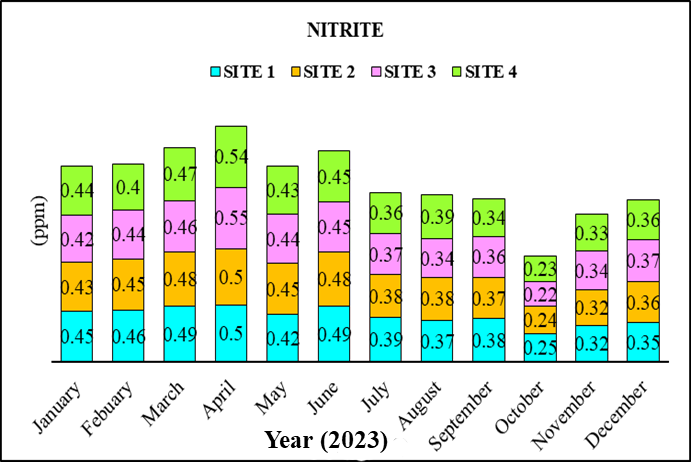 NITRITE
SITE 1 SITE 2 SITE 3 SITE 4
(ppm)
0.44 0.4 0.47 0.54 0.43 0.45 0.36 0.39 0.34 0.23 0.33 0.36
0.42 0.44 0.46 0.55 0.44 0.45 0.37 0.34 0.36 0.22 0.34 0.37
0.43 0.45 0.48 0.5 0.45 0.48 0.38 0.38 0.37 0.24 0.32 0.36
0.45 0.46 0.49 0.5 0.42 0.49 0.39 0.37 0.38 0.25 0.32 0.35
January Febuary March April May June July August September October November December
Year (2023)